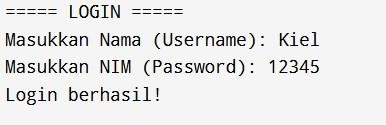 ===== LOGIN =====
Masukkan Nama (Username): Kiel
Masukkan NIM (Password): 12345
Login berhasil!